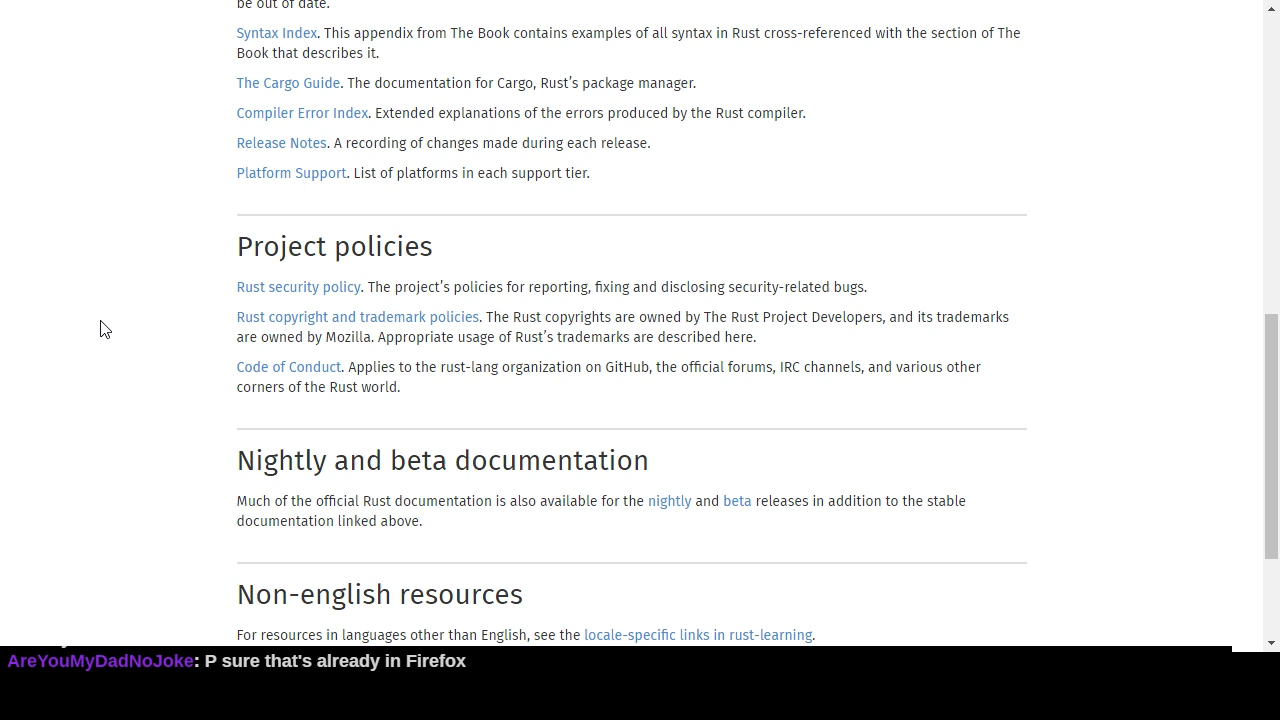 be out of date.
Syntax Index. This appendix from The Book contains examples of all syntax in Rust cross-referenced with the section of The
Book that describes it.
The Cargo Guide. The documentation for Cargo, Rust’s package manager.
Compiler Error Index. Extended explanations of the errors produced by the Rust compiler.
Release Notes. A recording of changes made during each release.
Platform Support. List of platforms in each support tier.
Project policies
Rust security policy. The project’s policies for reporting, fixing and disclosing security-related bugs.
Rust copyright and trademark policies. The Rust copyrights are owned by The Rust Project Developers, and its trademarks
are owned by Mozilla. Appropriate usage of Rust’s trademarks are described here.
Code of Conduct. Applies to the rust-lang organization on GitHub, the official forums, IRC channels, and various other
corners of the Rust world.
Nightly and beta documentation
Much of the official Rust documentation is also available for the nightly and beta releases in addition to the stable
documentation linked above.
Non-english resources
For resources in languages other than English, see the locale-specific links in rust-learning.
AreYouMyDadNoJoke: P sure that's already in Firefox